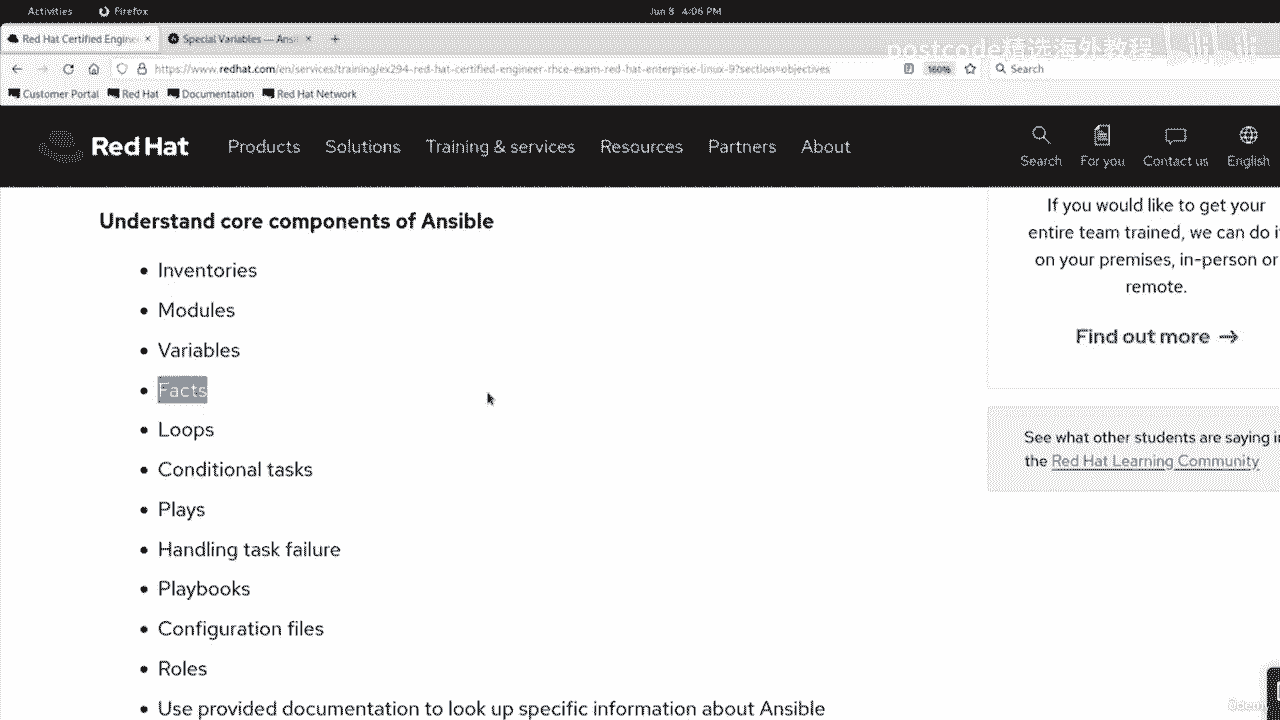 Activities Firefox Jun 8 4:06 PM
Red Hat Certified Engine × Special Variables — Ansi × +
postcode精选海外教程 bilibili
https://www.redhat.com/en/services/training/ex294-red-hat-certified-engineer-rhce-exam-red-hat-enterprise-linux-9?section=objectives 160% Search
Customer Portal Red Hat Documentation Red Hat Network
Red Hat Products Solutions Training & services Resources Partners About
Search For you Contact us English
Understand core components of Ansible
• Inventories
• Modules
• Variables
• Facts
• Loops
• Conditional tasks
• Plays
• Handling task failure
• Playbooks
• Configuration files
• Roles
• Use provided documentation to look up specific information about Ansible
If you would like to get your
entire team trained, we can do i
on your premises, in-person or
remote.
Find out more →
See what other students are saying i
the Red Hat Learning Community